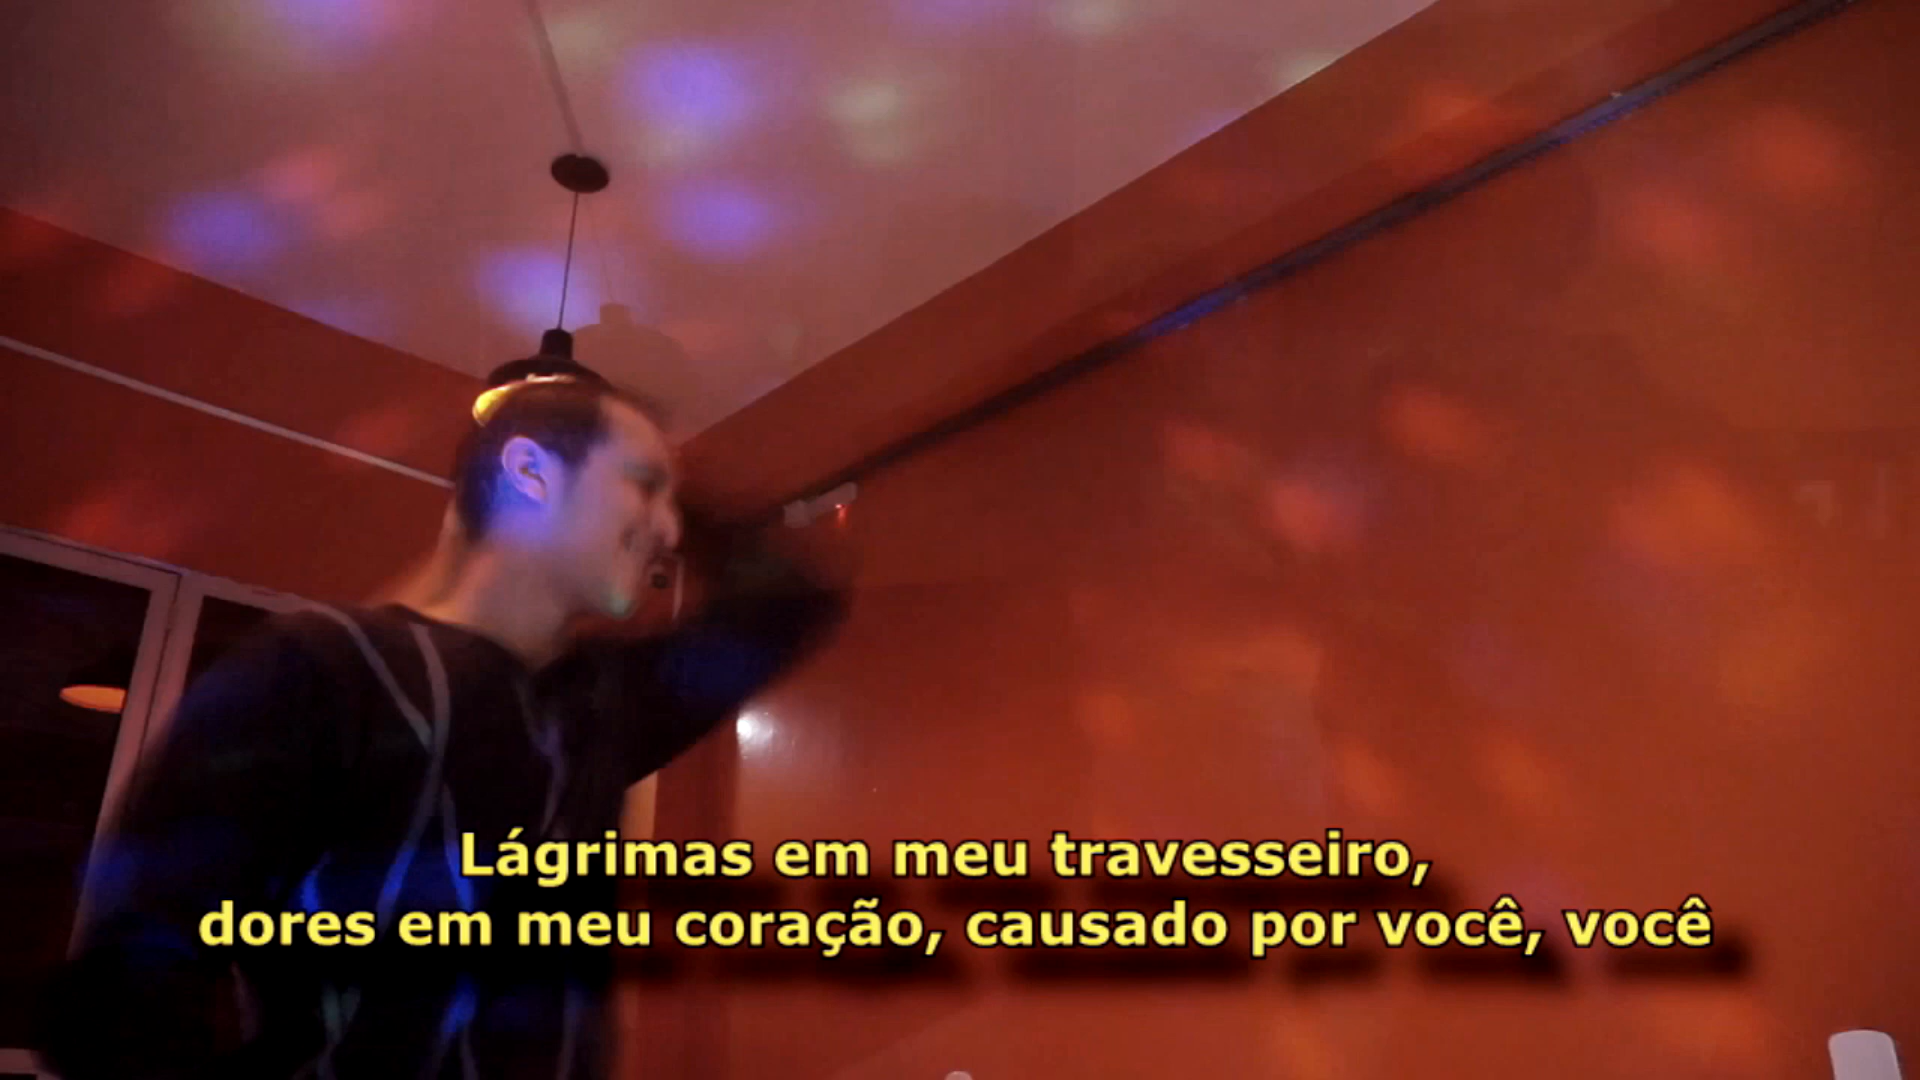 Lágrimas em meu travesseiro,
dores em meu coração, causado por você, você